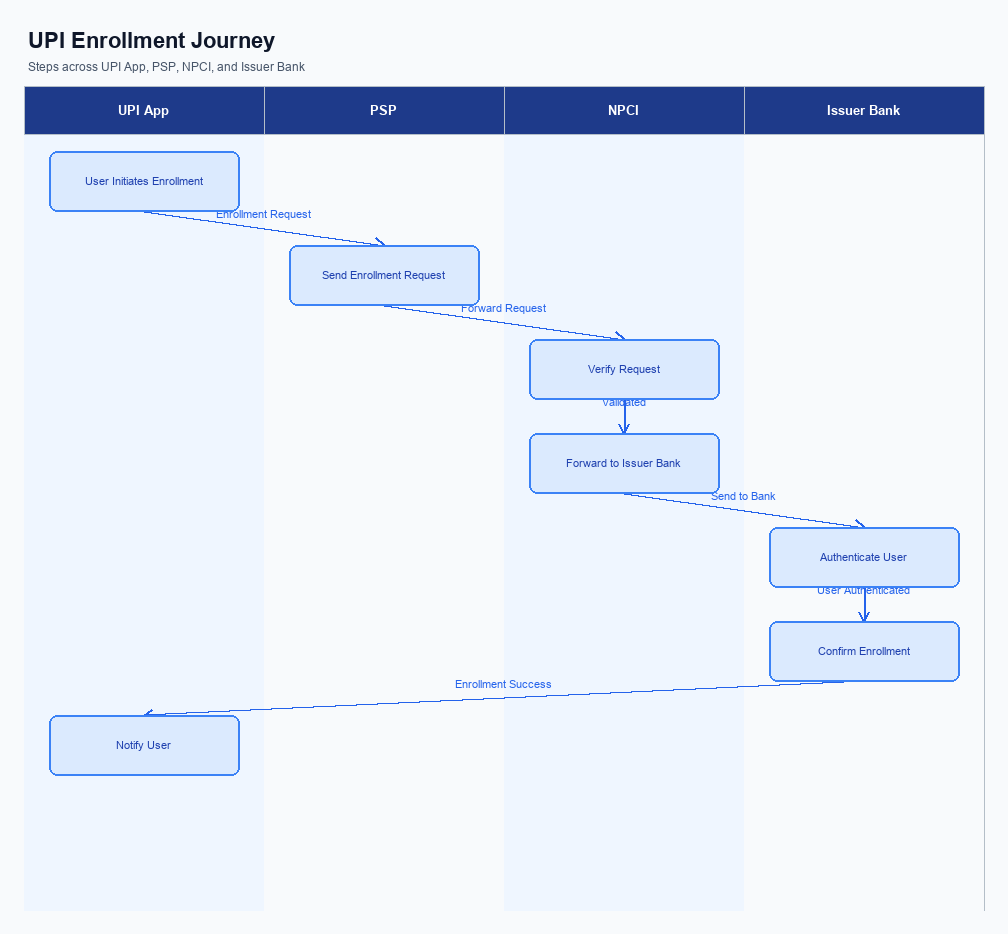 UPI Enrollment Journey
Steps across UPI App, PSP, NPCI, and Issuer Bank
UPI App
PSP
NPCI
Issuer Bank
User Initiates Enrollment
Enrollment Request
Send Enrollment Request
Forward Request
Verify Request
Validated
Forward to Issuer Bank
Send to Bank
Authenticate User
User Authenticated
Confirm Enrollment
Enrollment Success
Notify User